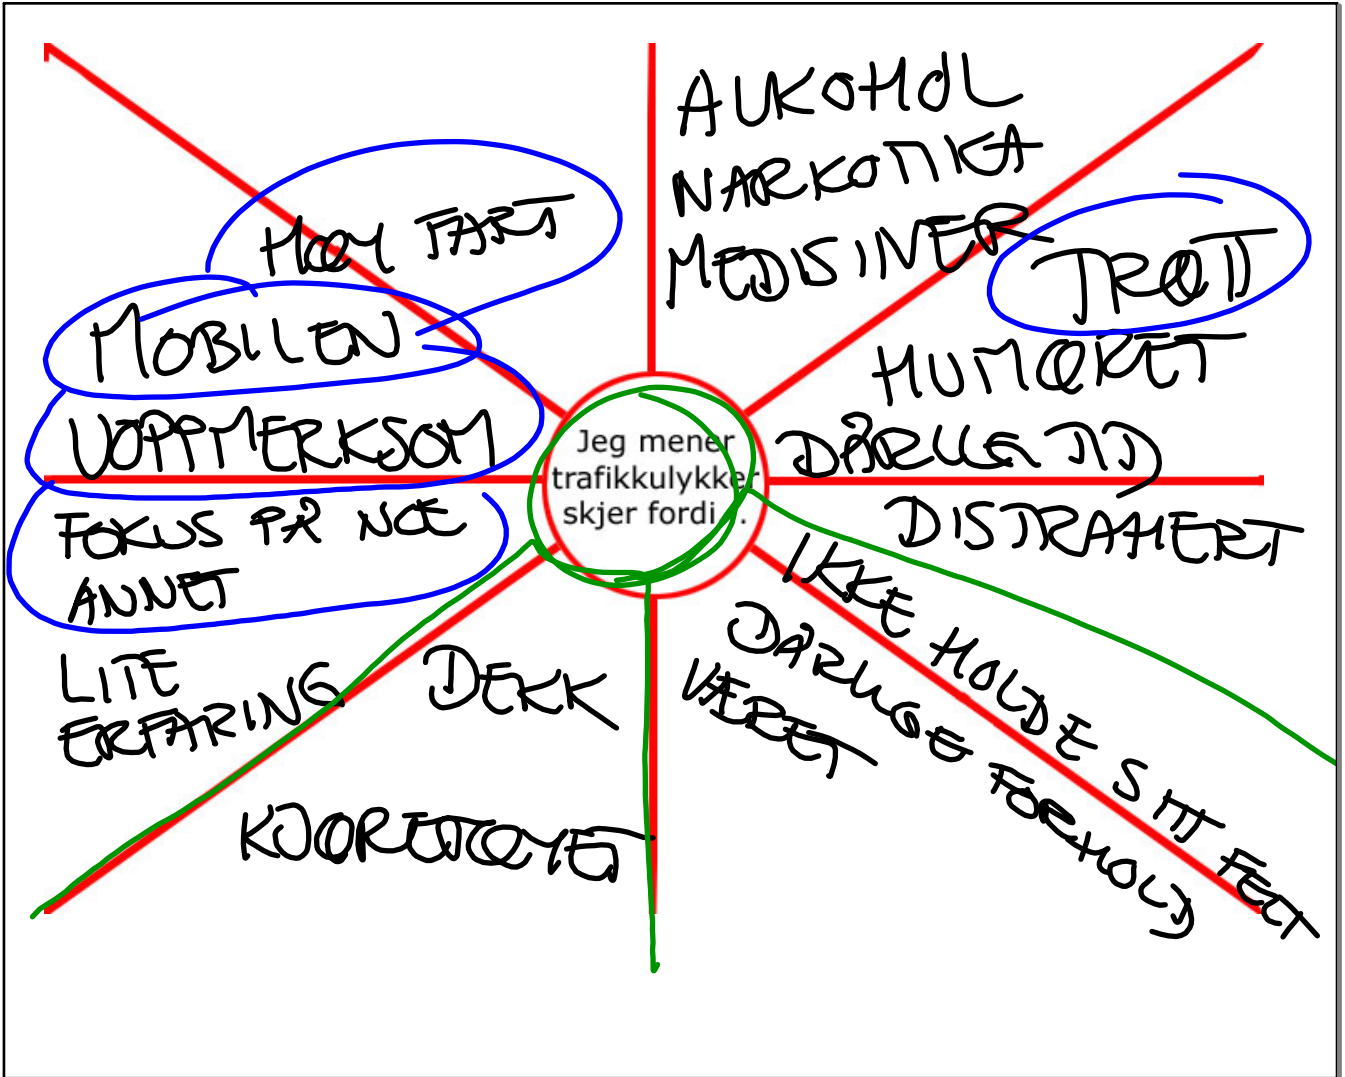 ALKOHOL
NARKOTIKA
MEDISINER
HØY FART
TRØTT
MOBILEN
HUMØRET
UOPPMERKSOM
DÅRLIG TID
Jeg mener
trafikkulykker
skjer fordi ...
FOKUS PÅ NOE
ANNET
DISTRAHERT
IKKE HOLDE SITT FELT
DÅRLIGE FORHOLD
VÆRET
LITE
ERFARING
DEKK
KJØRETØYET